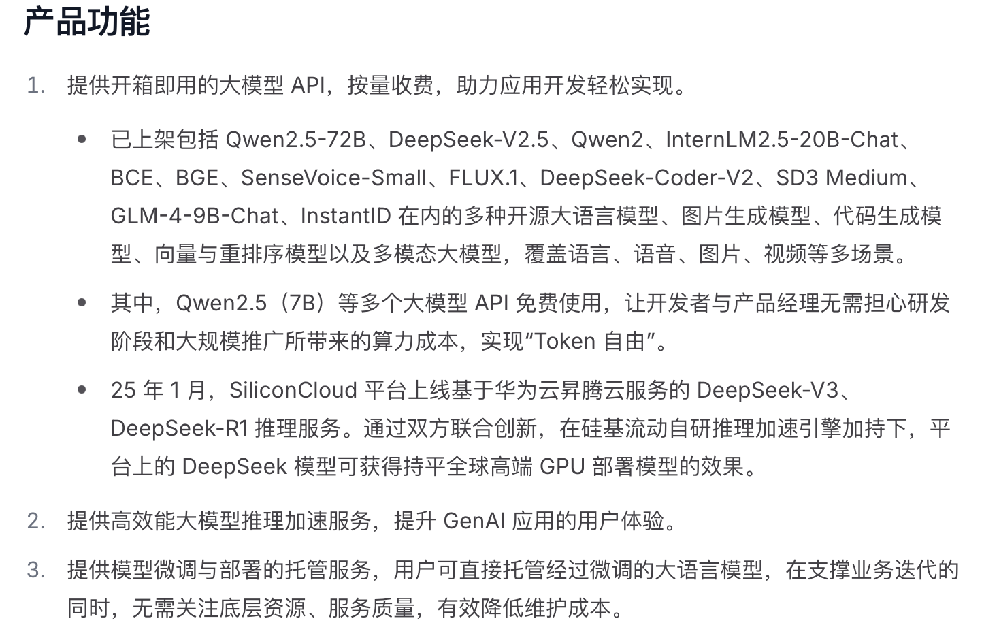 产品功能
1. 提供开箱即用的大模型 API，按量收费，助力应用开发轻松实现。
• 已上架包括 Qwen2.5-72B、DeepSeek-V2.5、Qwen2、InternLM2.5-20B-Chat、
BCE、BGE、SenseVoice-Small、FLUX.1、DeepSeek-Coder-V2、SD3 Medium、
GLM-4-9B-Chat、InstantID 在内的多种开源大语言模型、图片生成模型、代码生成模
型、向量与重排序模型以及多模态大模型，覆盖语言、语音、图片、视频等多场景。
• 其中，Qwen2.5（7B）等多个大模型 API 免费使用，让开发者与产品经理无需担心研发
阶段和大规模推广所带来的算力成本，实现“Token 自由”。
• 25 年 1 月，SiliconCloud 平台上线基于华为云昇腾云服务的 DeepSeek-V3、
DeepSeek-R1 推理服务。通过双方联合创新，在硅基流动自研推理加速引擎加持下，平
台上的 DeepSeek 模型可获得持平全球高端 GPU 部署模型的效果。
2. 提供高效能大模型推理加速服务，提升 GenAI 应用的用户体验。
3. 提供模型微调与部署的托管服务，用户可直接托管经过微调的大语言模型，在支撑业务迭代的
同时，无需关注底层资源、服务质量，有效降低维护成本。